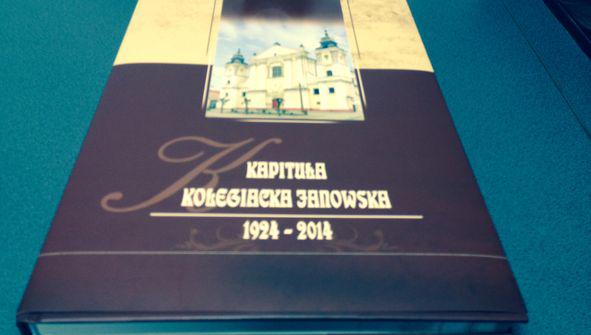 K
KAPITUŁA
KOLEGIACKA JANOWSKA
1924 - 2014